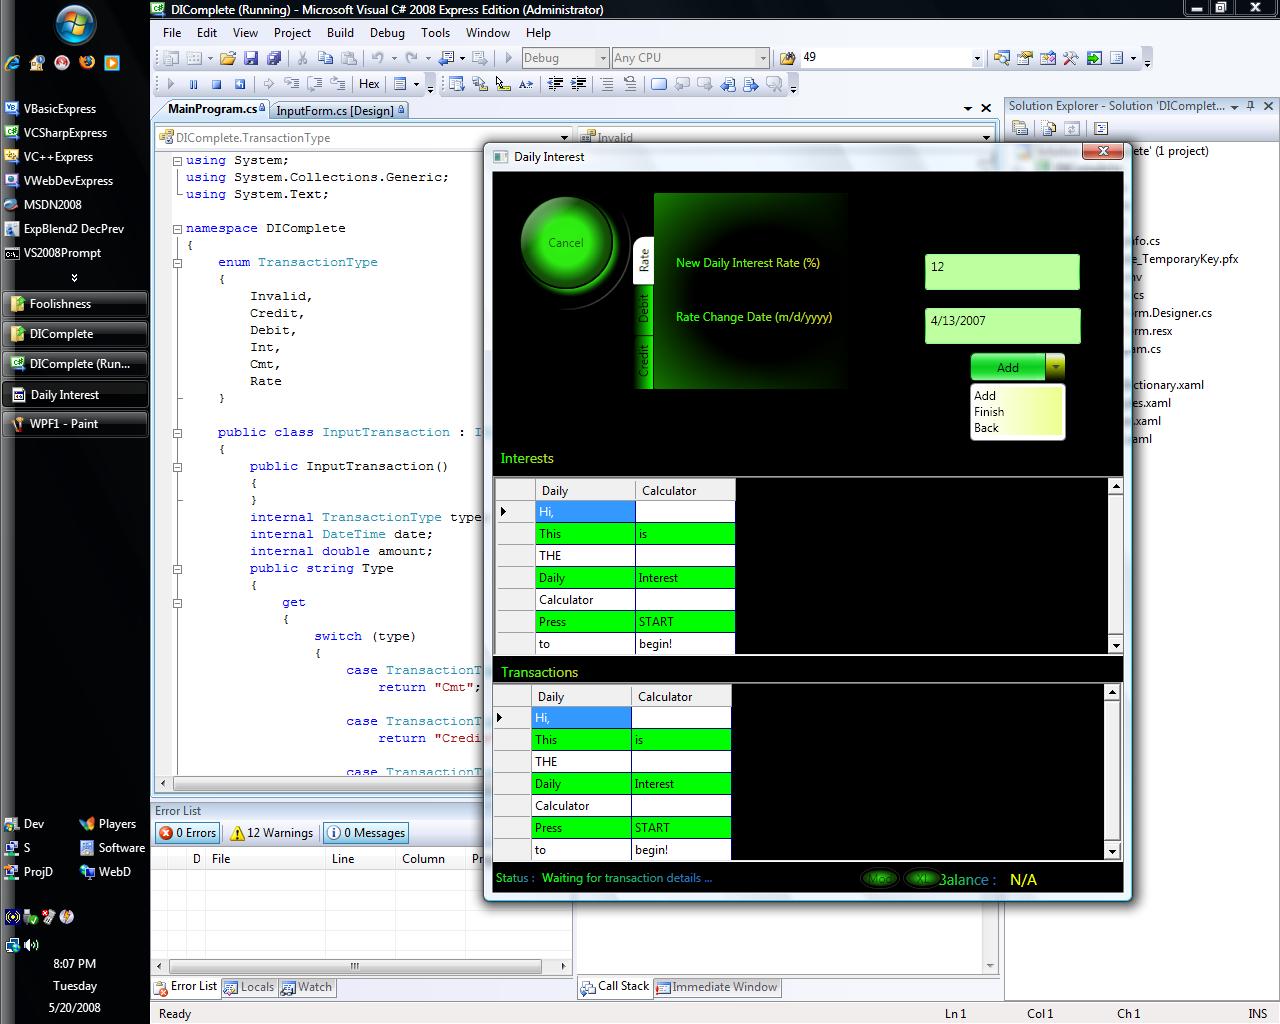 DIComplete (Running) - Microsoft Visual C# 2008 Express Edition (Administrator)
File Edit View Project Build Debug Tools Window Help
Debug Any CPU 49
Hex
MainProgram.cs InputForm.cs [Design]
DIComplete.TransactionType Invalid
using System;
using System.Collections.Generic;
using System.Text;
namespace DIComplete
{
enum TransactionType
{
Invalid,
Credit,
Debit,
Int,
Cmt,
Rate
}
public class InputTransaction :
{
public InputTransaction()
{
}
internal TransactionType type
internal DateTime date;
internal double amount;
public string Type
{
get
{
switch (type)
{
case TransactionT
return "Cmt";
case TransactionT
return "Credi
case TransactionT
VBasicExpress
VCSharpExpress
VC++Express
VWebDevExpress
MSDN2008
ExpBlend2 DecPrev
VS2008Prompt
Foolishness
DIComplete
DIComplete (Run...
Daily Interest
WPF1 - Paint
Dev Players
S Software
ProjD WebD
8:07 PM
Tuesday
5/20/2008
Solution Explorer - Solution 'DIComplet...
ete' (1 project)
nfo.cs
e_TemporaryKey.pfx
cs
orm.Designer.cs
orm.resx
am.cs
ctionary.xaml
es.xaml
.xaml
aml
Daily Interest
Cancel
Rate
Debit
Credit
New Daily Interest Rate (%) 12
Rate Change Date (m/d/yyyy) 4/13/2007
Add
Add
Finish
Back
Interests
Daily Calculator
Hi,
This is
THE
Daily Interest
Calculator
Press START
to begin!
Transactions
Daily Calculator
Hi,
This is
THE
Daily Interest
Calculator
Press START
to begin!
Status : Waiting for transaction details ... Balance : N/A
Error List
0 Errors 12 Warnings 0 Messages
D File Line Column
Error List Locals Watch
Call Stack Immediate Window
Ready Ln 1 Col 1 Ch 1 INS